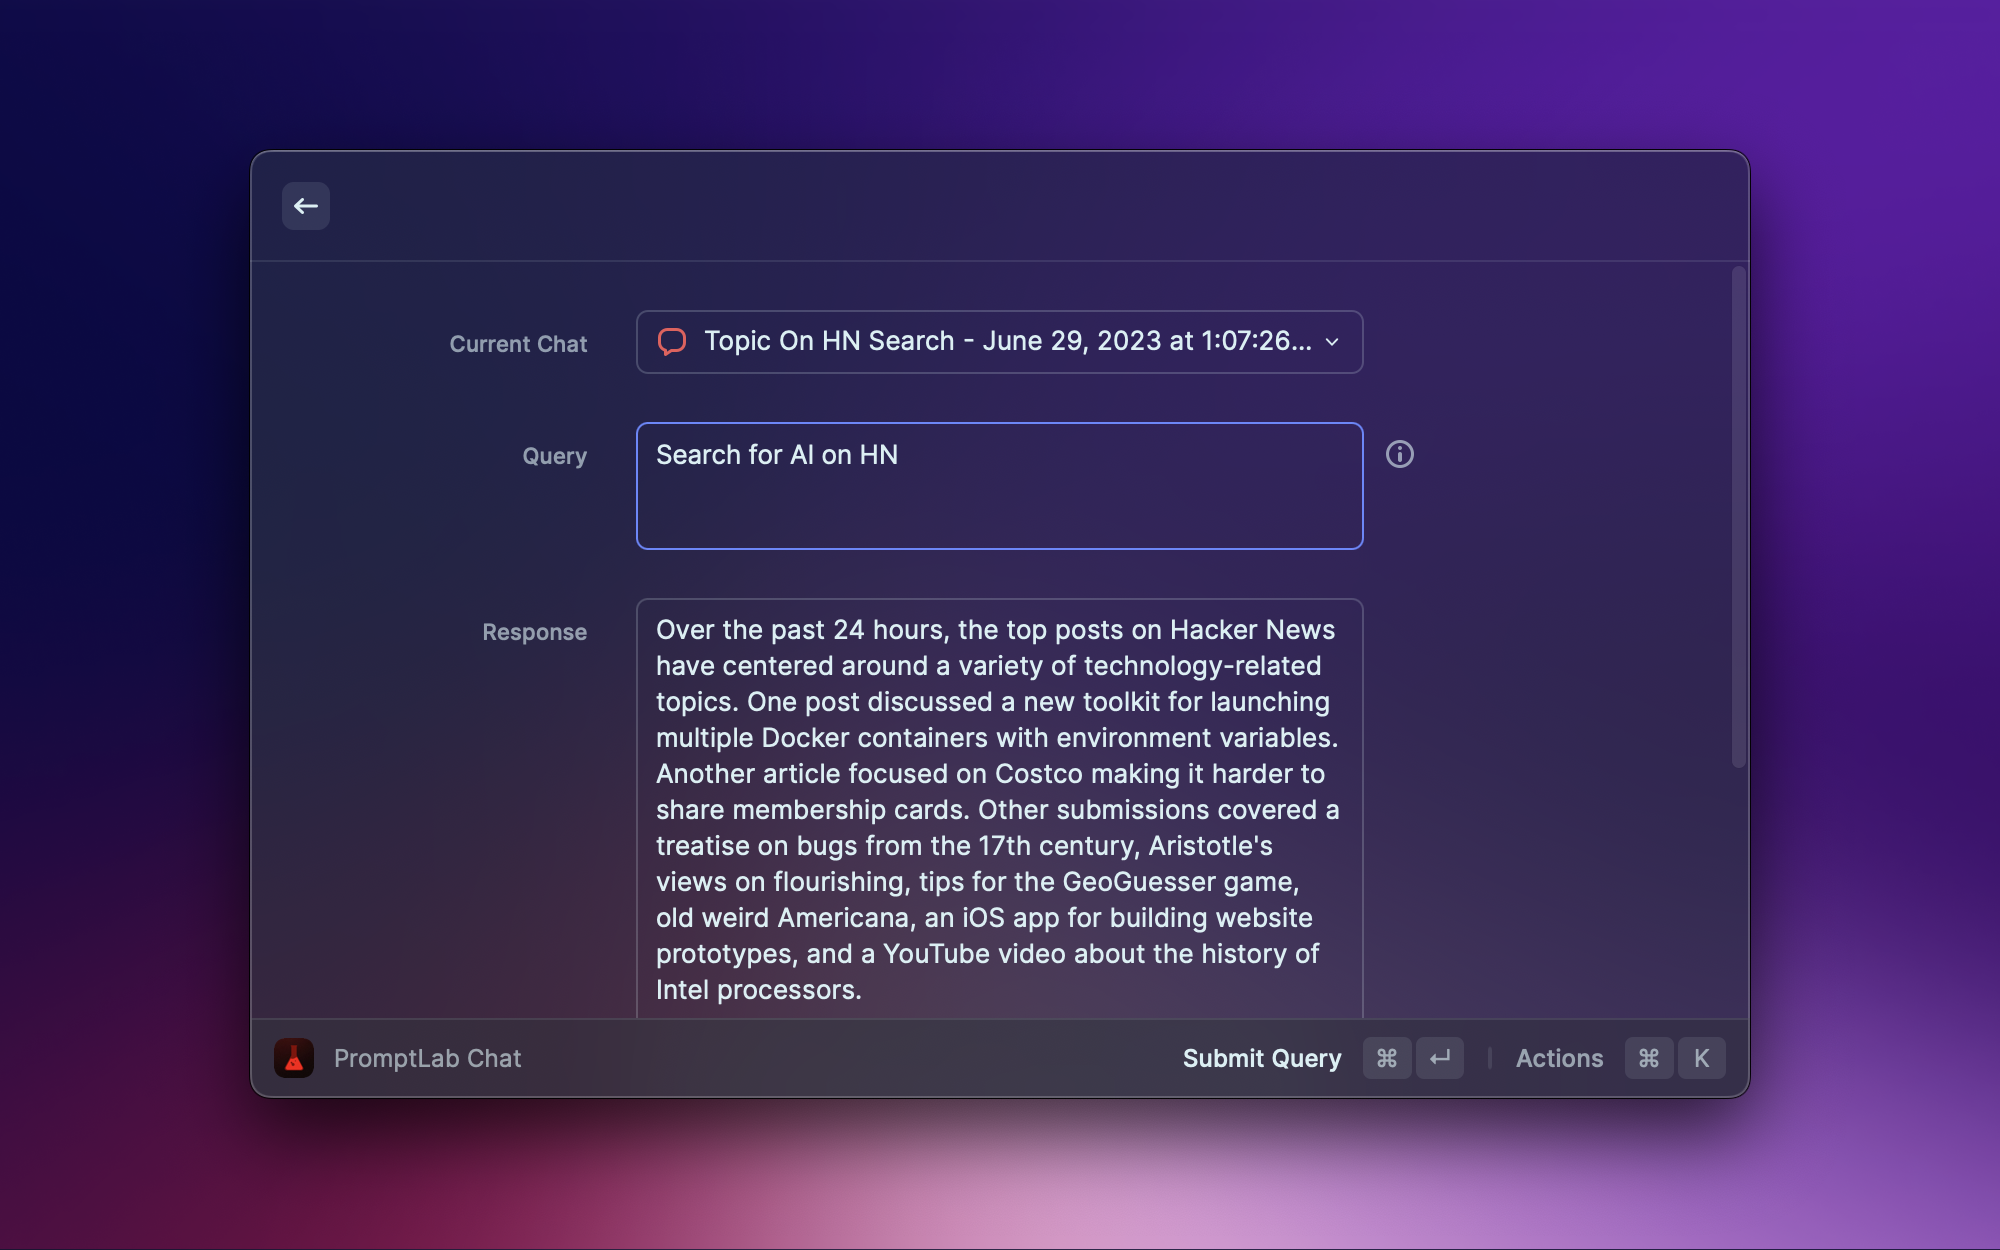 Current Chat
Topic On HN Search - June 29, 2023 at 1:07:26...
Query
Search for AI on HN
Response
Over the past 24 hours, the top posts on Hacker News
have centered around a variety of technology-related
topics. One post discussed a new toolkit for launching
multiple Docker containers with environment variables.
Another article focused on Costco making it harder to
share membership cards. Other submissions covered a
treatise on bugs from the 17th century, Aristotle's
views on flourishing, tips for the GeoGuesser game,
old weird Americana, an iOS app for building website
prototypes, and a YouTube video about the history of
Intel processors.
PromptLab Chat
Submit Query ⌘ ↵
Actions ⌘ K